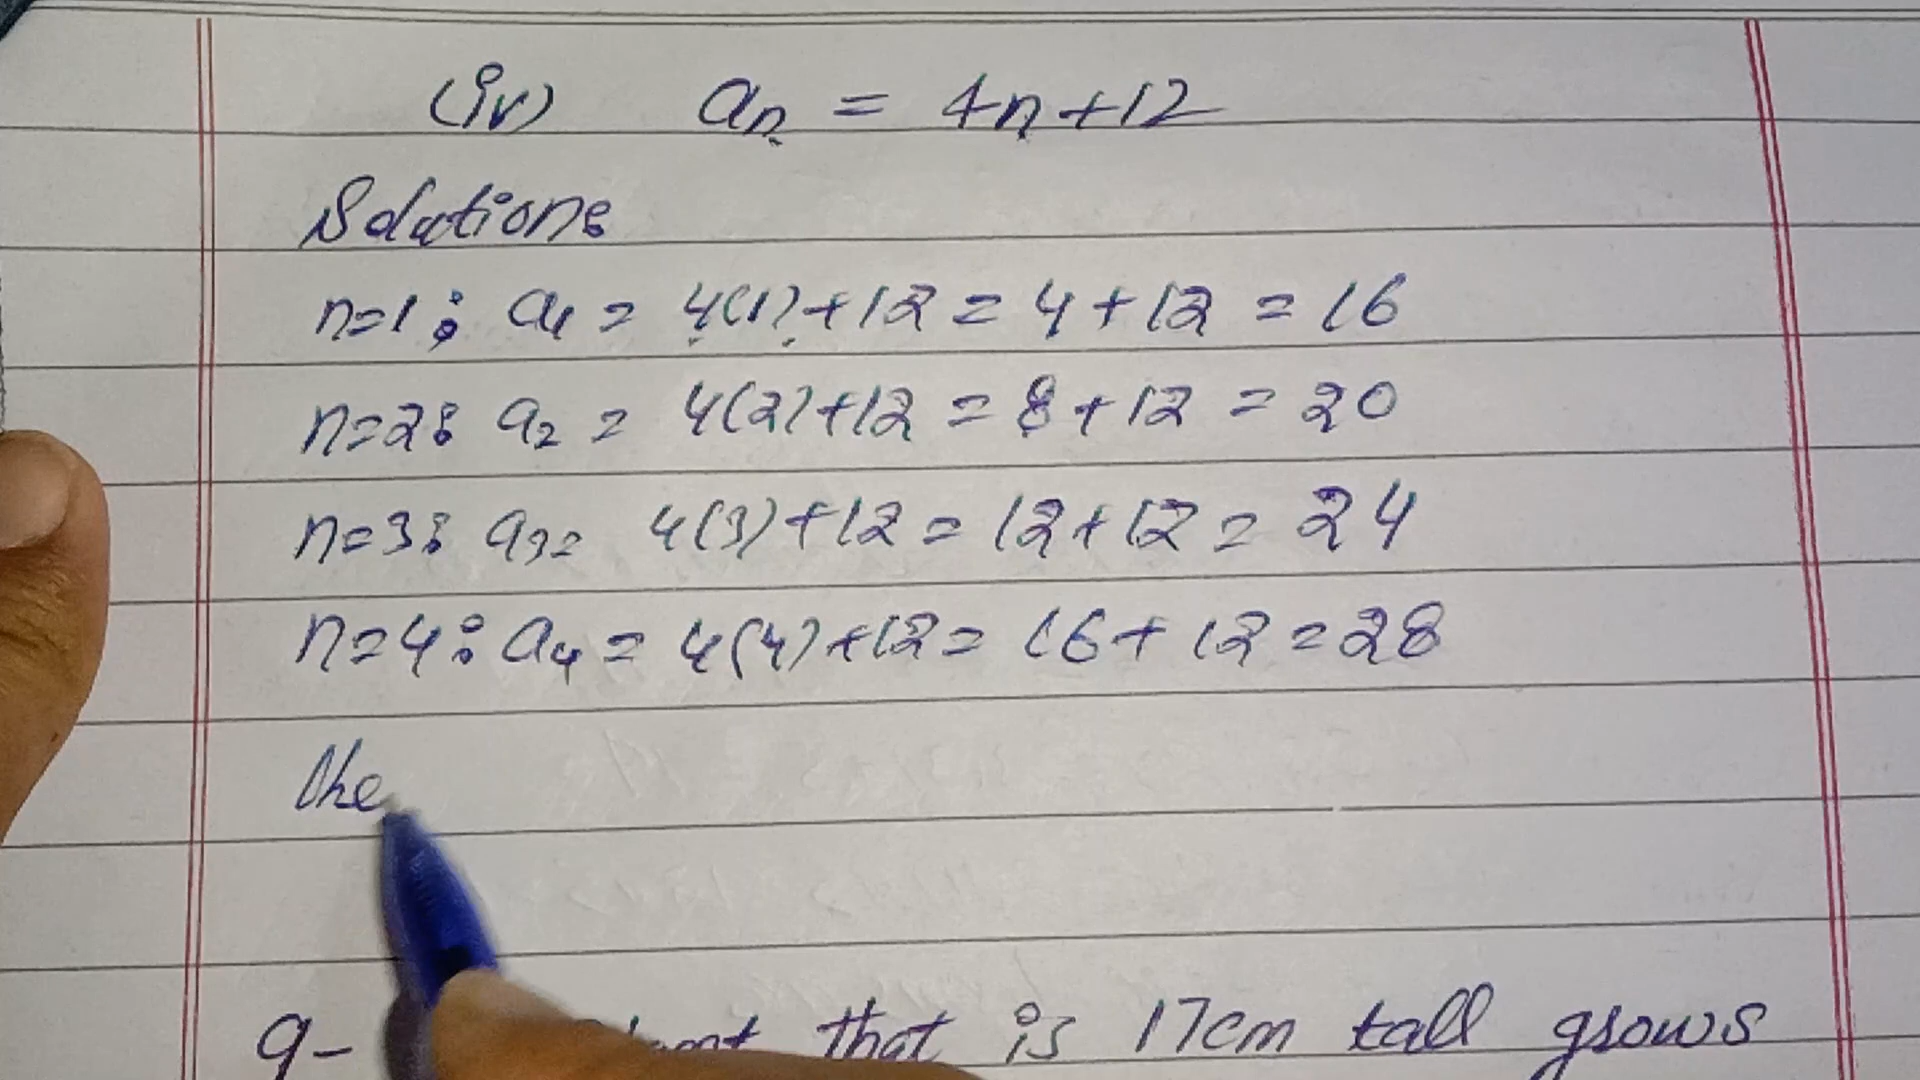 (iv) an = 4n+12
Solution:
n=1: a1 = 4(1)+12 = 4+12 = 16
n=2: a2 = 4(2)+12 = 8+12 = 20
n=3: a3= 4(3)+12 = 12+12 = 24
n=4: a4 = 4(4)+12= 16+12=28
the
9- that is 17cm tall grows